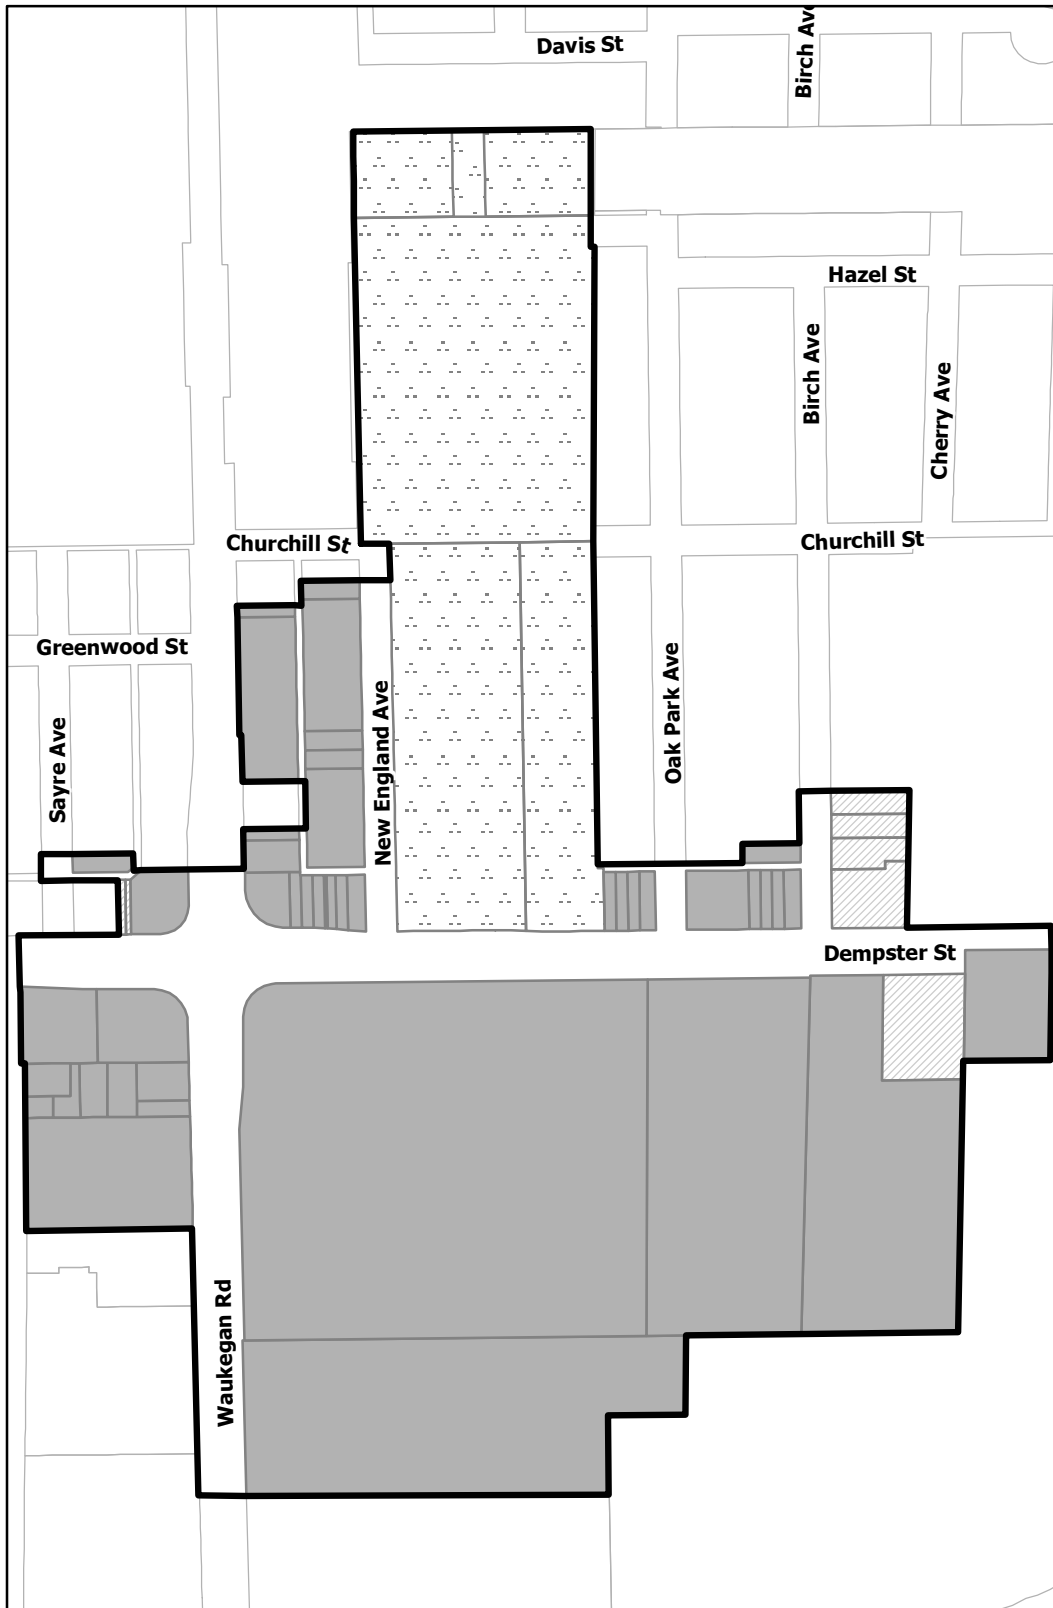 Davis St
Birch Ave
Hazel St
Birch Ave
Cherry Ave
Churchill St
Churchill St
Greenwood St
Oak Park Ave
New England Ave
Sayre Ave
Dempster St
Waukegan Rd